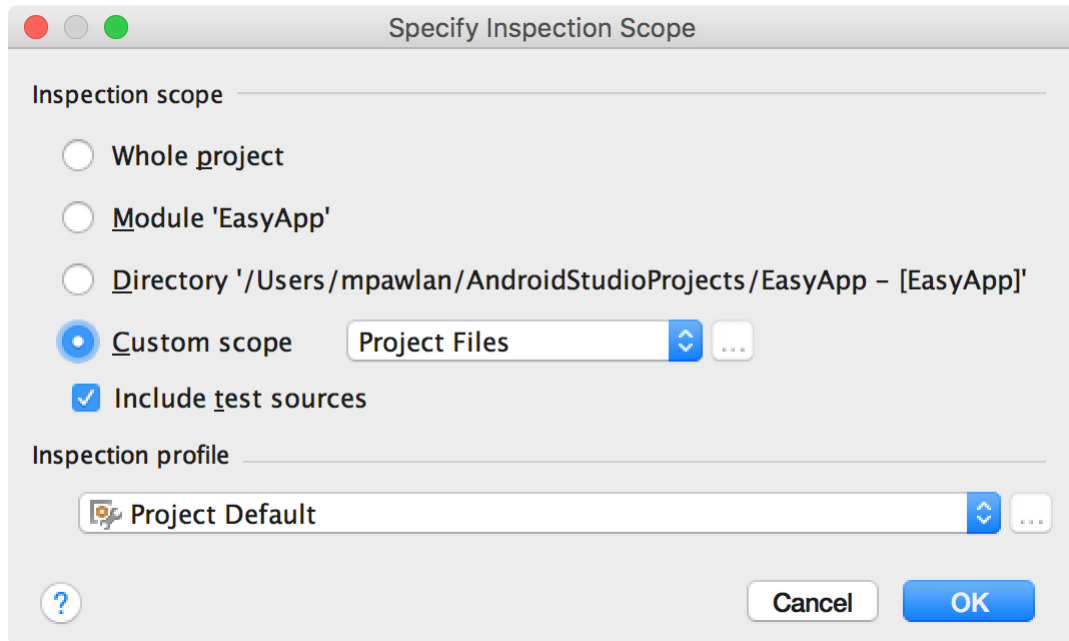 Specify Inspection Scope
Inspection scope
Whole project
Module 'EasyApp'
Directory '/Users/mpawlan/AndroidStudioProjects/EasyApp – [EasyApp]'
Custom scope Project Files ...
Include test sources
Inspection profile
Project Default ...
? Cancel OK